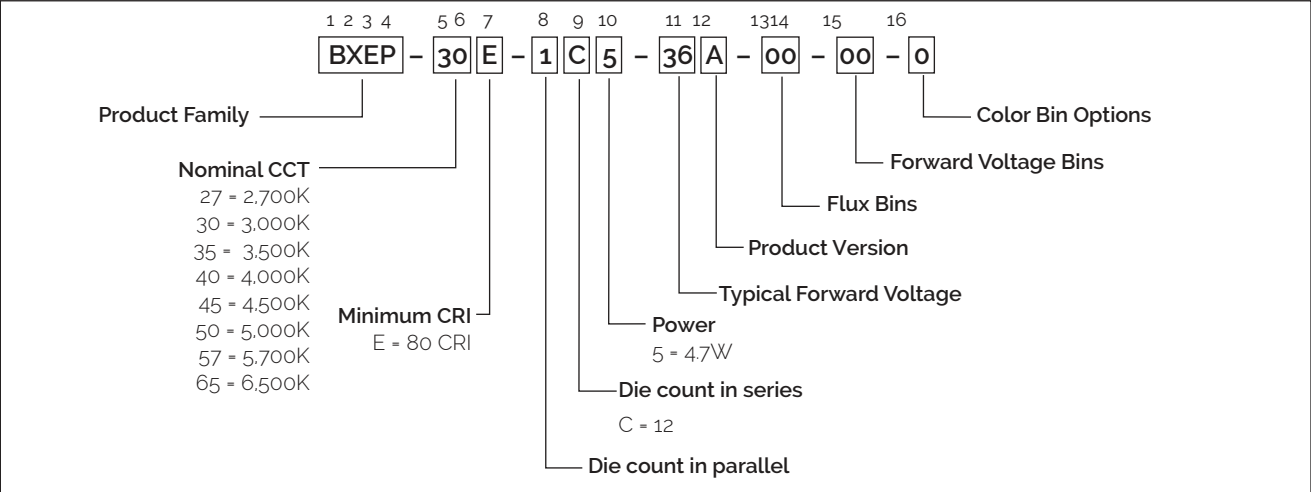 1 2 3 4 5 6 7 8 9 10 11 12 1314 15 16
BXEP – 30 E – 1 C 5 – 36 A – 00 – 00 – 0
Product Family
Color Bin Options
Nominal CCT
27 = 2,700K
30 = 3,000K
35 = 3,500K
40 = 4,000K
45 = 4,500K
50 = 5,000K
57 = 5,700K
65 = 6,500K
Forward Voltage Bins
Flux Bins
Product Version
Typical Forward Voltage
Minimum CRI
E = 80 CRI
Power
5 = 4.7W
Die count in series
C = 12
Die count in parallel